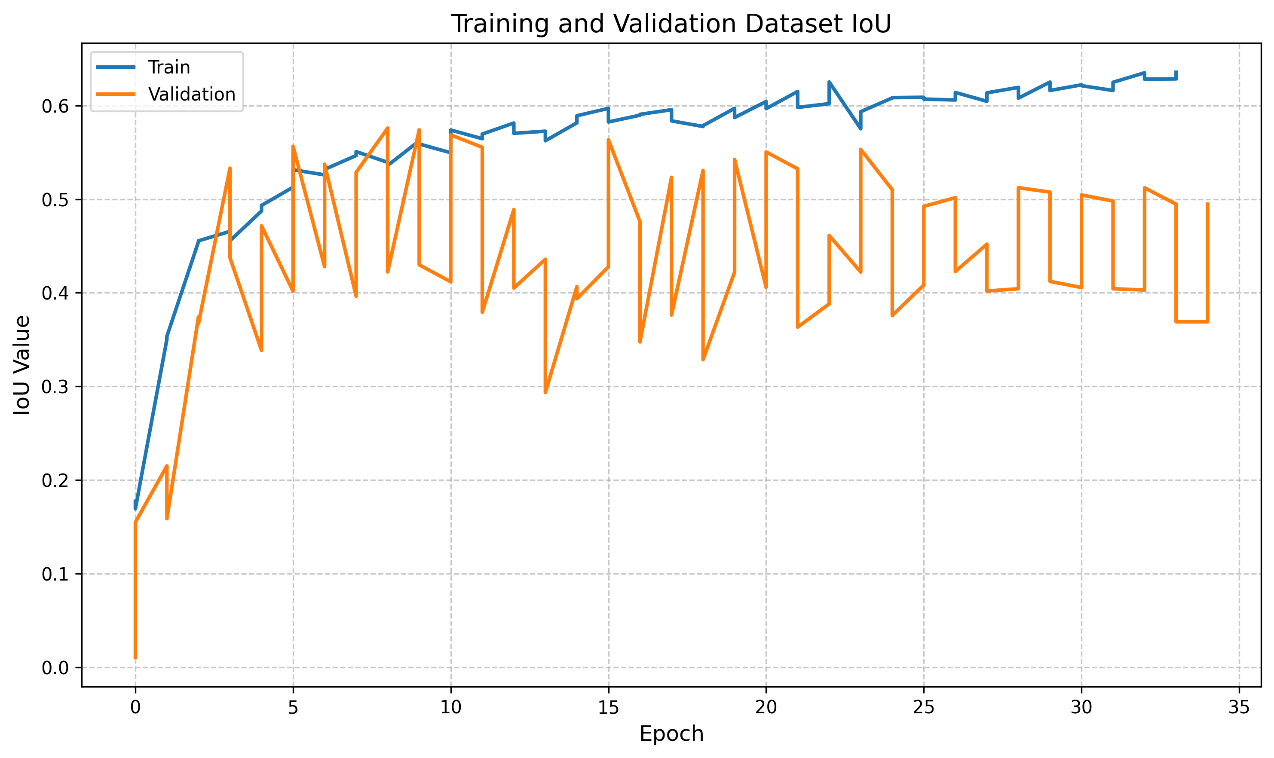 Training and Validation Dataset IoU
Train
Validation
IoU Value
0.6
0.5
0.4
0.3
0.2
0.1
0.0
0 5 10 15 20 25 30 35
Epoch